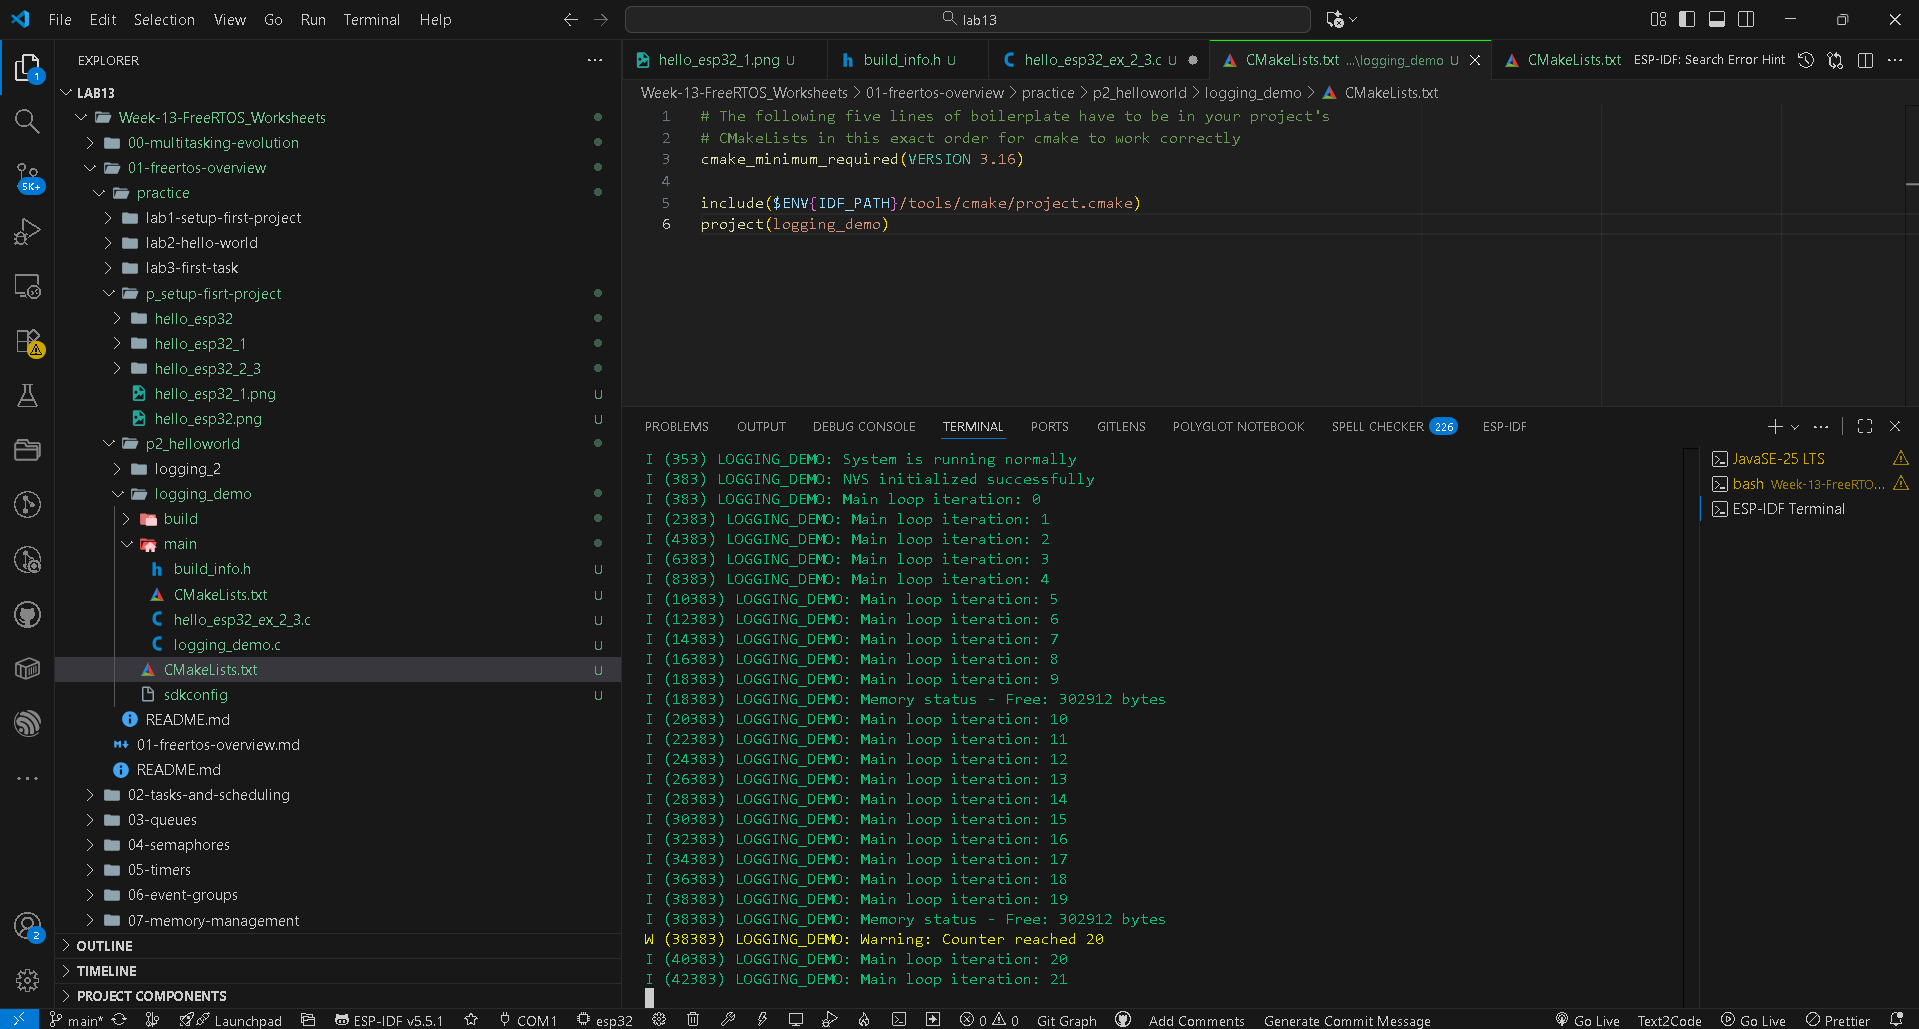 File Edit Selection View Go Run Terminal Help
lab13
EXPLORER
LAB13
Week-13-FreeRTOS_Worksheets
00-multitasking-evolution
01-freertos-overview
practice
lab1-setup-first-project
lab2-hello-world
lab3-first-task
p_setup-fisrt-project
hello_esp32
hello_esp32_1
hello_esp32_2_3
hello_esp32_1.png U
hello_esp32.png U
p2_helloworld
logging_2
logging_demo
build
main
build_info.h U
CMakeLists.txt U
hello_esp32_ex_2_3.c U
logging_demo.c U
CMakeLists.txt U
sdkconfig U
README.md
01-freertos-overview.md
README.md
02-tasks-and-scheduling
03-queues
04-semaphores
05-timers
06-event-groups
07-memory-management
OUTLINE
TIMELINE
PROJECT COMPONENTS
1
5K+
2
hello_esp32_1.png U build_info.h U hello_esp32_ex_2_3.c U CMakeLists.txt ...\logging_demo U CMakeLists.txt ESP-IDF: Search Error Hint
Week-13-FreeRTOS_Worksheets > 01-freertos-overview > practice > p2_helloworld > logging_demo > CMakeLists.txt
1 # The following five lines of boilerplate have to be in your project's
2 # CMakeLists in this exact order for cmake to work correctly
3 cmake_minimum_required(VERSION 3.16)
4
5 include($ENV{IDF_PATH}/tools/cmake/project.cmake)
6 project(logging_demo)
PROBLEMS OUTPUT DEBUG CONSOLE TERMINAL PORTS GITLENS POLYGLOT NOTEBOOK SPELL CHECKER 226 ESP-IDF
I (353) LOGGING_DEMO: System is running normally
I (383) LOGGING_DEMO: NVS initialized successfully
I (383) LOGGING_DEMO: Main loop iteration: 0
I (2383) LOGGING_DEMO: Main loop iteration: 1
I (4383) LOGGING_DEMO: Main loop iteration: 2
I (6383) LOGGING_DEMO: Main loop iteration: 3
I (8383) LOGGING_DEMO: Main loop iteration: 4
I (10383) LOGGING_DEMO: Main loop iteration: 5
I (12383) LOGGING_DEMO: Main loop iteration: 6
I (14383) LOGGING_DEMO: Main loop iteration: 7
I (16383) LOGGING_DEMO: Main loop iteration: 8
I (18383) LOGGING_DEMO: Main loop iteration: 9
I (18383) LOGGING_DEMO: Memory status - Free: 302912 bytes
I (20383) LOGGING_DEMO: Main loop iteration: 10
I (22383) LOGGING_DEMO: Main loop iteration: 11
I (24383) LOGGING_DEMO: Main loop iteration: 12
I (26383) LOGGING_DEMO: Main loop iteration: 13
I (28383) LOGGING_DEMO: Main loop iteration: 14
I (30383) LOGGING_DEMO: Main loop iteration: 15
I (32383) LOGGING_DEMO: Main loop iteration: 16
I (34383) LOGGING_DEMO: Main loop iteration: 17
I (36383) LOGGING_DEMO: Main loop iteration: 18
I (38383) LOGGING_DEMO: Main loop iteration: 19
I (38383) LOGGING_DEMO: Memory status - Free: 302912 bytes
W (38383) LOGGING_DEMO: Warning: Counter reached 20
I (40383) LOGGING_DEMO: Main loop iteration: 20
I (42383) LOGGING_DEMO: Main loop iteration: 21
JavaSE-25 LTS
bash Week-13-FreeRTO...
ESP-IDF Terminal
main* Launchpad ESP-IDF v5.5.1 COM1 esp32 0 0 Git Graph Add Comments Generate Commit Message Go Live Text2Code Go Live Prettier